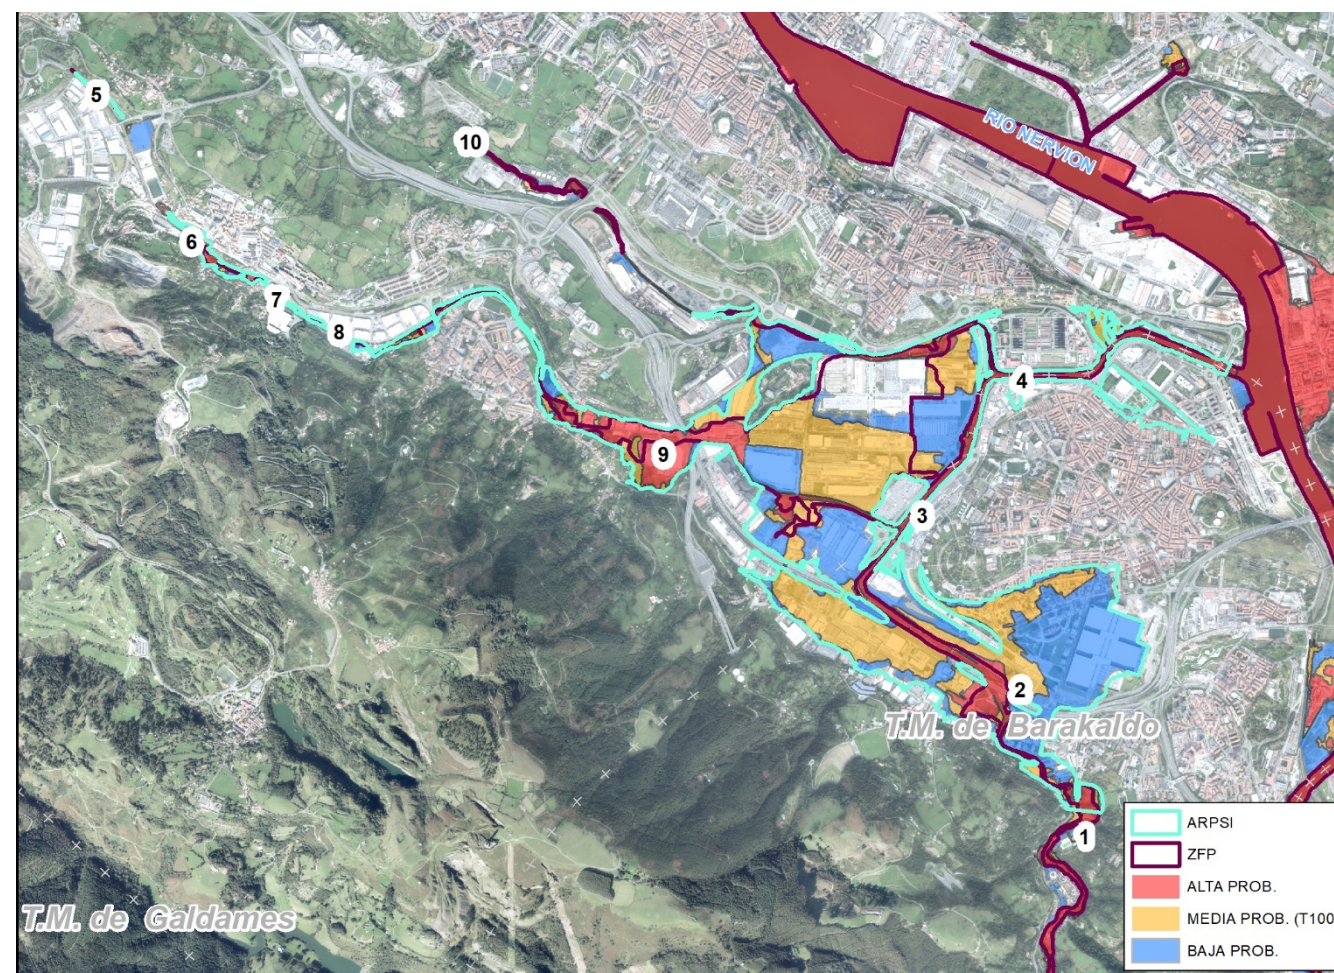 5
10
RIO NERVION
6
7
8
4
9
3
2
T.M. de Barakaldo
1
ARPSI
ZFP
ALTA PROB.
MEDIA PROB. (T100
BAJA PROB.
T.M. de Galdames